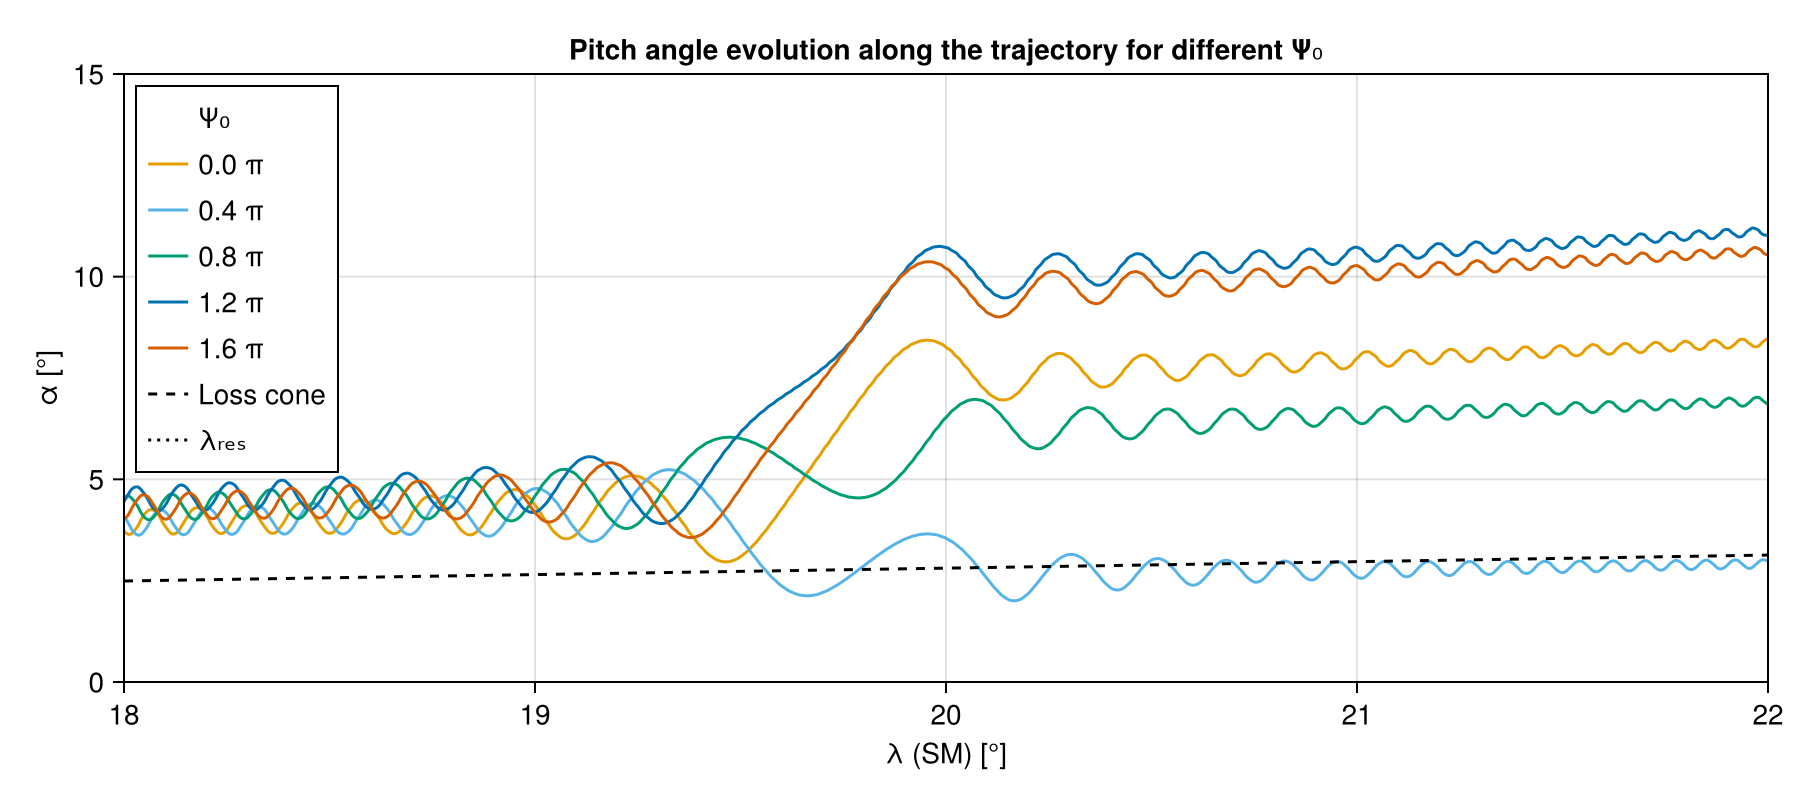 Pitch angle evolution along the trajectory for different Ψ₀
α [°]
15
10
5
0
Ψ₀
0.0 π
0.4 π
0.8 π
1.2 π
1.6 π
Loss cone
λᵣₑₛ
18
19
20
21
22
λ (SM) [°]